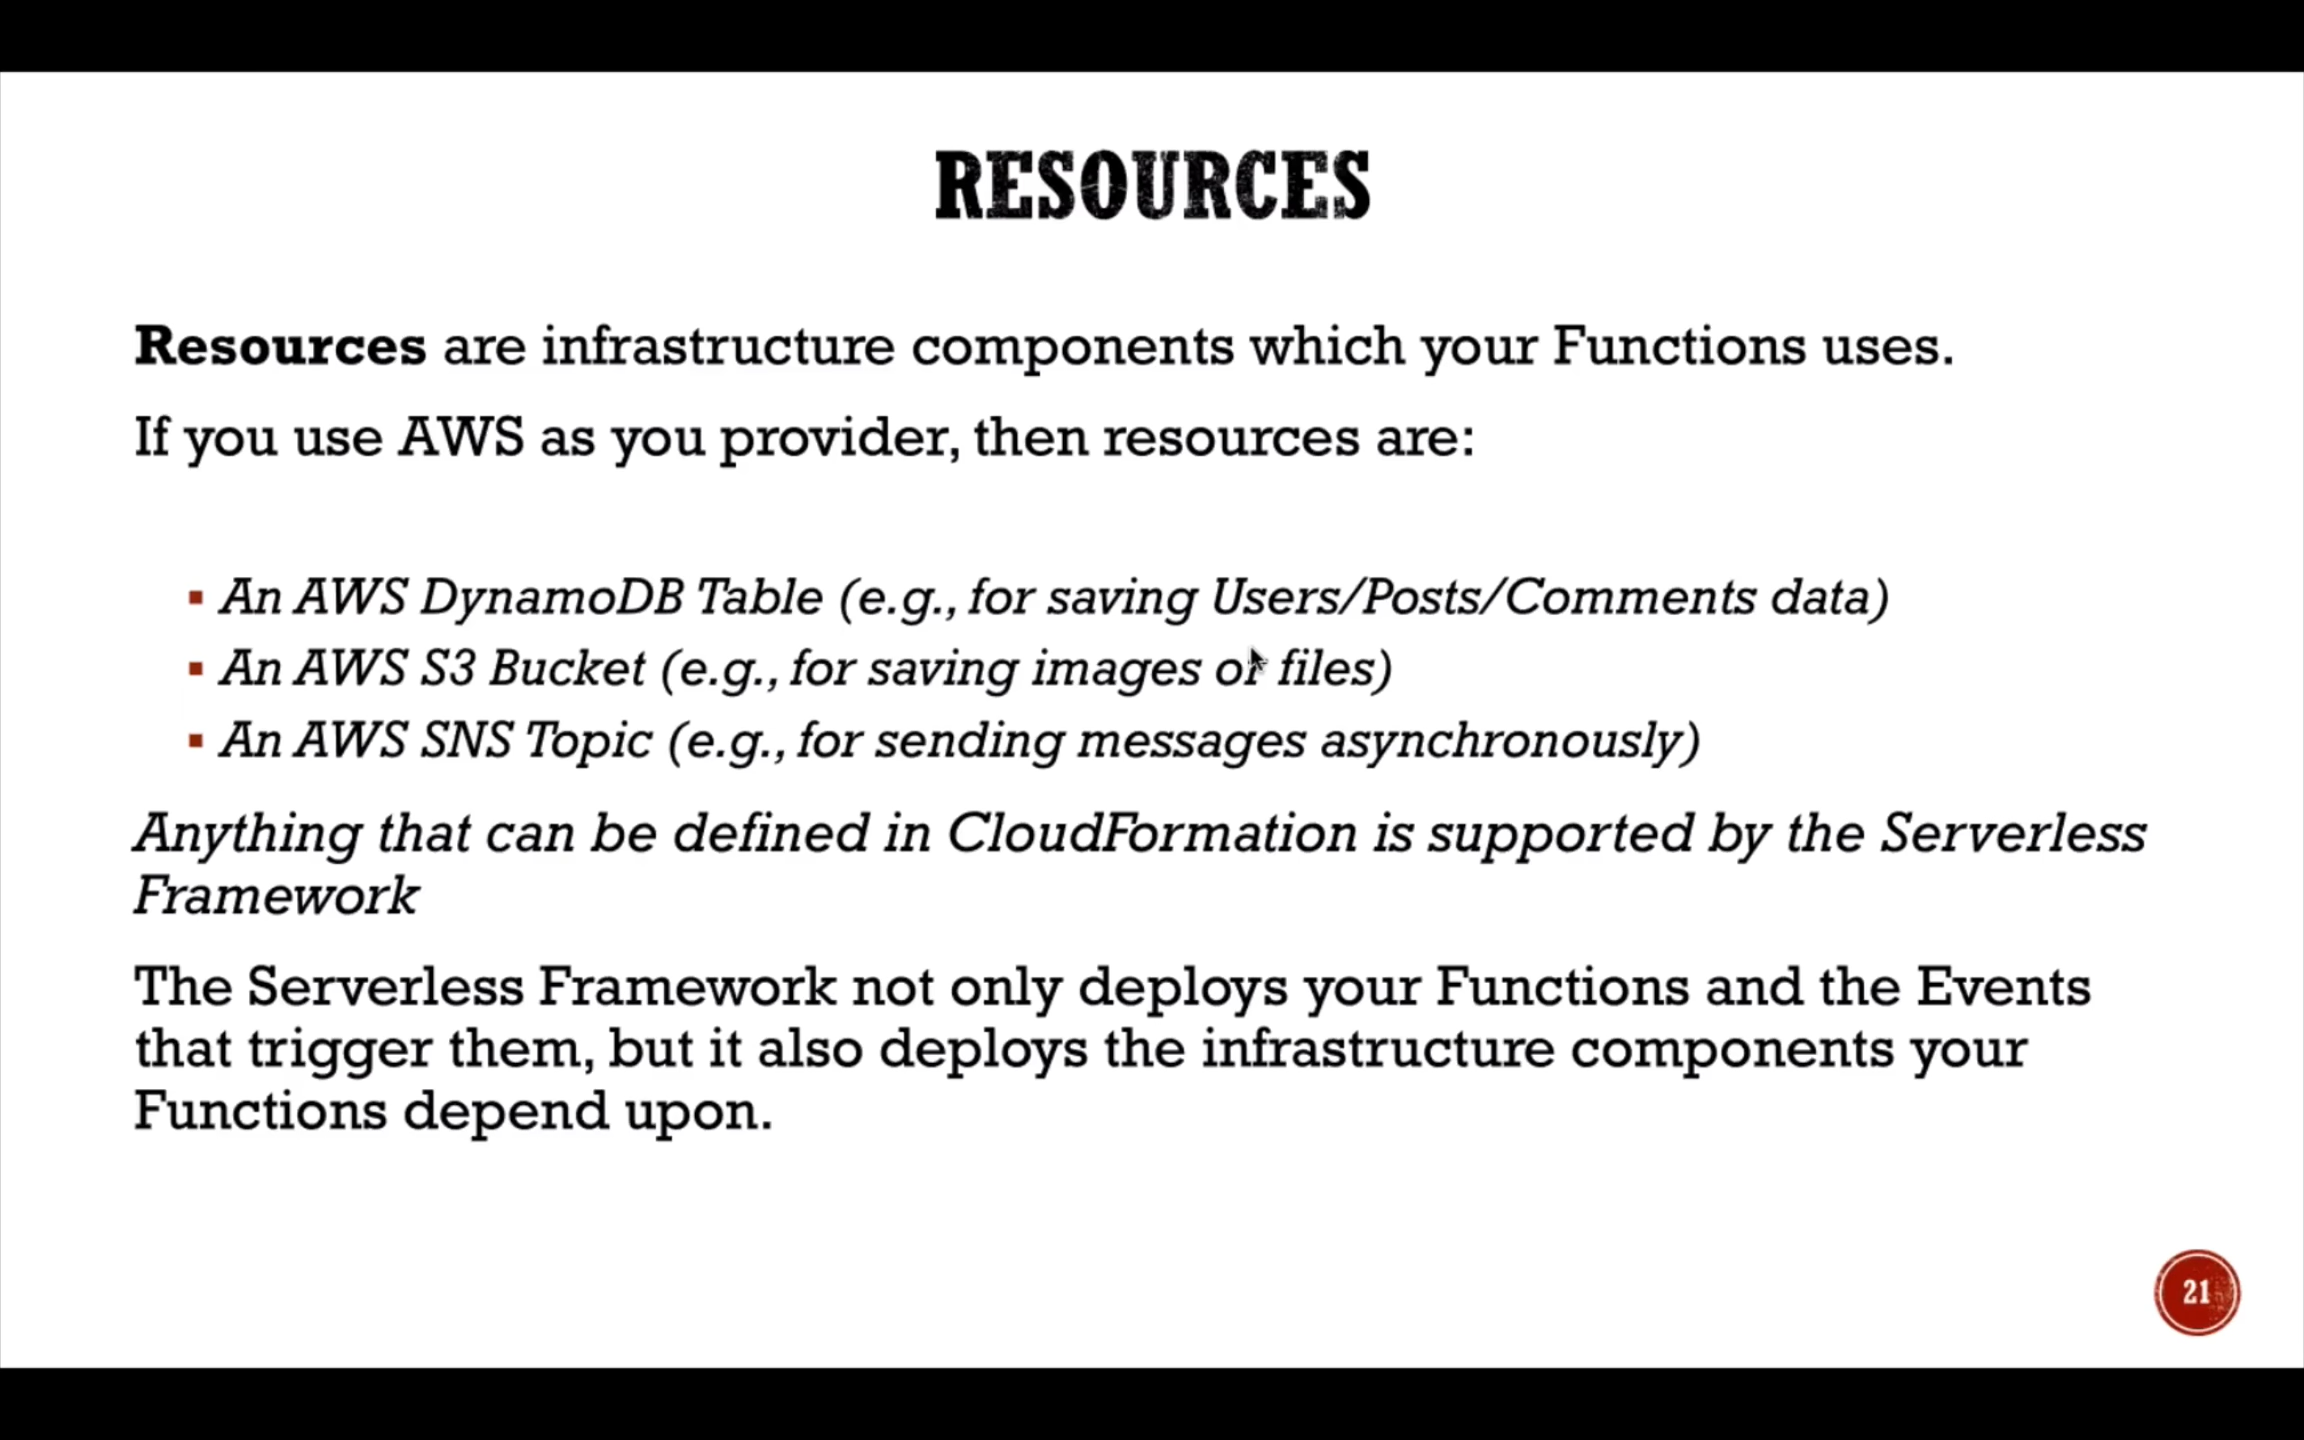 RESOURCES
Resources are infrastructure components which your Functions uses.
If you use AWS as you provider, then resources are:
▪ An AWS DynamoDB Table (e.g., for saving Users/Posts/Comments data)
▪ An AWS S3 Bucket (e.g., for saving images or files)
▪ An AWS SNS Topic (e.g., for sending messages asynchronously)
Anything that can be defined in CloudFormation is supported by the Serverless
Framework
The Serverless Framework not only deploys your Functions and the Events
that trigger them, but it also deploys the infrastructure components your
Functions depend upon.
21